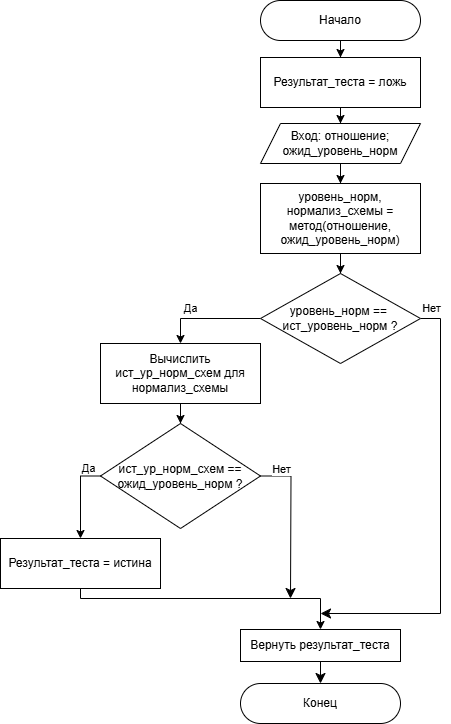 Начало
Результат_теста = ложь
Вход: отношение;
ожид_уровень_норм
уровень_норм,
нормализ_схемы =
метод(отношение,
ожид_уровень_норм)
уровень_норм ==
ист_уровень_норм ?
Да
Нет
Вычислить
ист_ур_норм_схем для
нормализ_схемы
ист_ур_норм_схем ==
ожид_уровень_норм ?
Да
Нет
Результат_теста = истина
Вернуть результат_теста
Конец